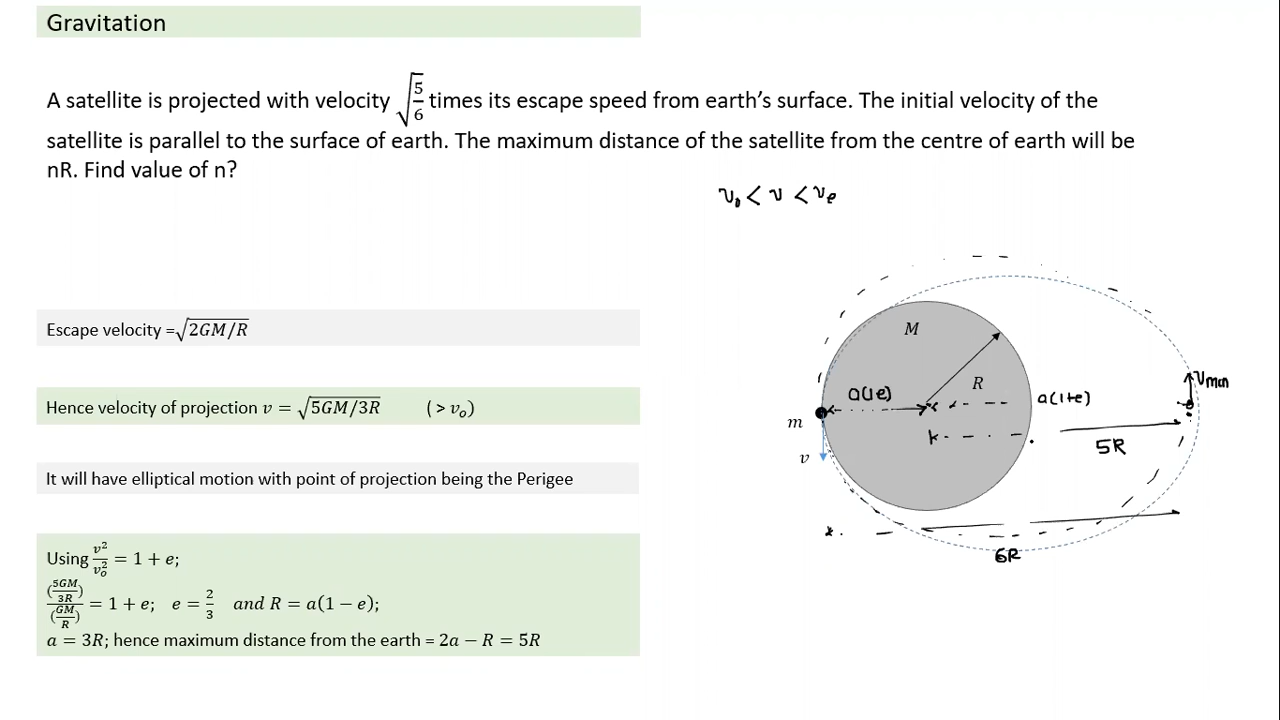 Gravitation
A satellite is projected with velocity √(5/6) times its escape speed from earth's surface. The initial velocity of the
satellite is parallel to the surface of earth. The maximum distance of the satellite from the centre of earth will be
nR. Find value of n?
v₀ < v < vₑ
Escape velocity =√2GM/R
Hence velocity of projection v = √5GM/3R (> vₒ)
It will have elliptical motion with point of projection being the Perigee
Using v²/vₒ² = 1 + e;
(5GM/3R)/(GM/R) = 1 + e; e = 2/3 and R = a(1 − e);
a = 3R; hence maximum distance from the earth = 2a − R = 5R
M
R
a(1e)
a(1+e)
vmin
m
v
5R
6R